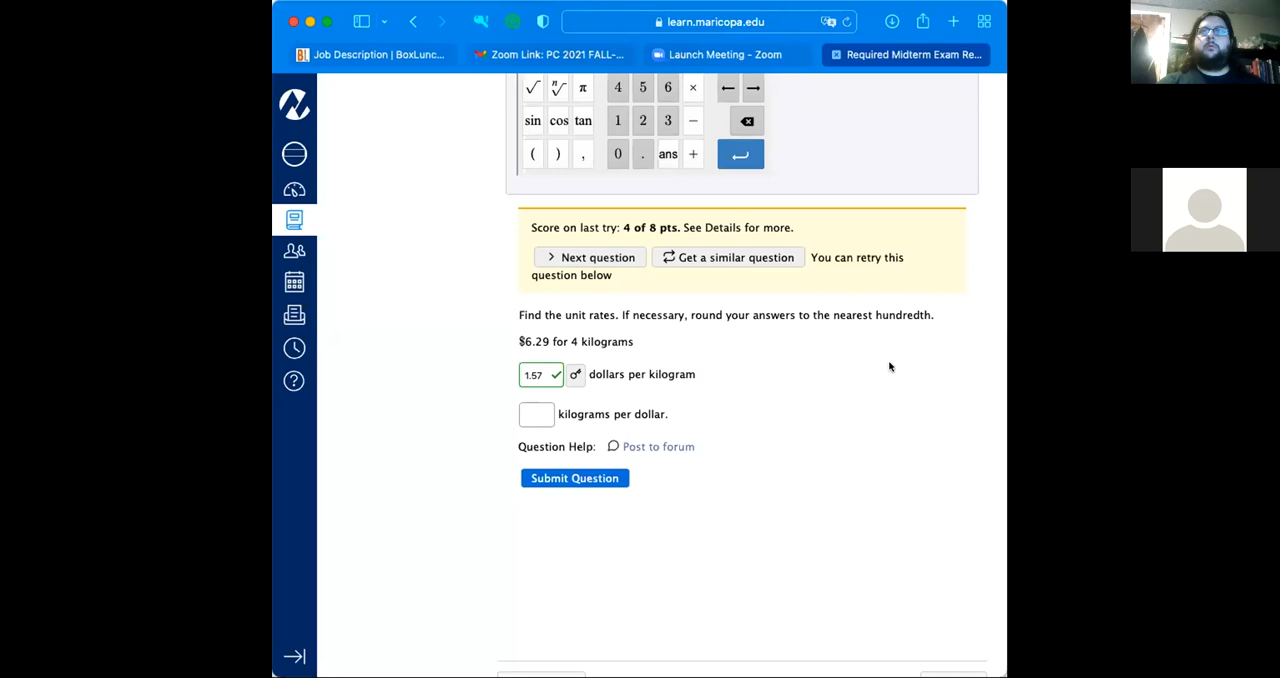 learn.maricopa.edu
Job Description | BoxLunc...
Zoom Link: PC 2021 FALL-...
Launch Meeting - Zoom
Required Midterm Exam Re...
√ ⁿ√ π 4 5 6 × ← →
sin cos tan 1 2 3 −
( ) , 0 . ans +
Score on last try: 4 of 8 pts. See Details for more.
Next question Get a similar question You can retry this
question below
Find the unit rates. If necessary, round your answers to the nearest hundredth.
$6.29 for 4 kilograms
1.57 dollars per kilogram
kilograms per dollar.
Question Help: Post to forum
Submit Question